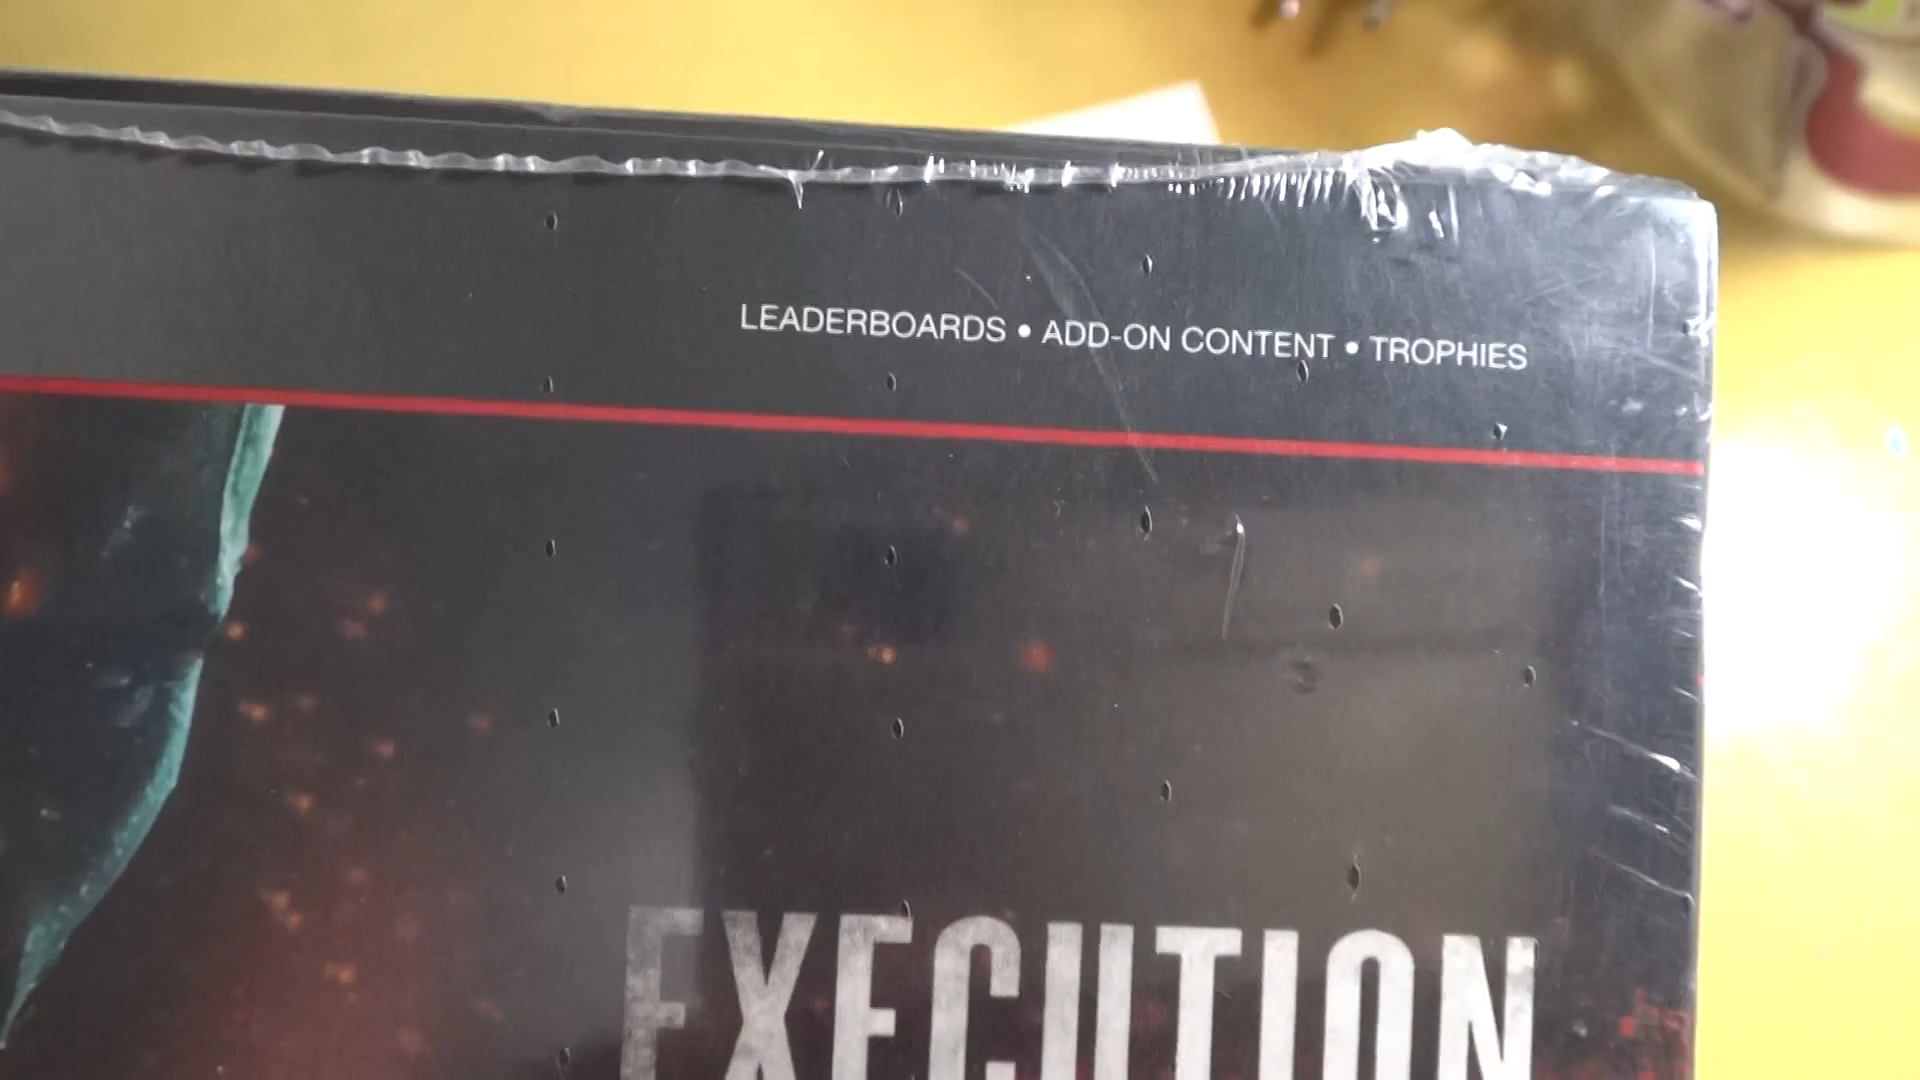 LEADERBOARDS • ADD-ON CONTENT • TROPHIES
EXECUTION